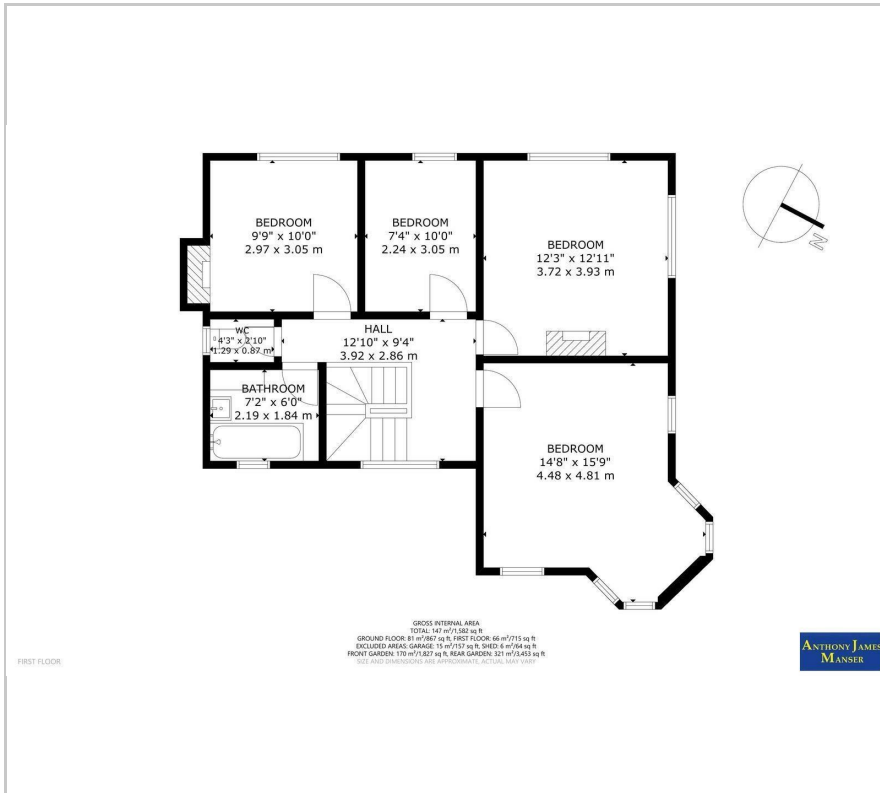 BEDROOM
9'9" x 10'0"
2.97 x 3.05 m
BEDROOM
7'4" x 10'0"
2.24 x 3.05 m
BEDROOM
12'3" x 12'11"
3.72 x 3.93 m
N
WC
4'3" x 2'10"
1.29 x 0.87 m
HALL
12'10" x 9'4"
3.92 x 2.86 m
BATHROOM
7'2" x 6'0"
2.19 x 1.84 m
BEDROOM
14'8" x 15'9"
4.48 x 4.81 m
GROSS INTERNAL AREA
TOTAL: 147 m²/1,582 sq ft
GROUND FLOOR: 81 m²/867 sq ft, FIRST FLOOR: 66 m²/715 sq ft
EXCLUDED AREAS: GARAGE: 15 m²/157 sq ft, SHED: 6 m²/64 sq ft
FRONT GARDEN: 170 m²/1,827 sq ft, REAR GARDEN: 321 m²/3,453 sq ft
SIZE AND DIMENSIONS ARE APPROXIMATE, ACTUAL MAY VARY
FIRST FLOOR
ANTHONY JAMES
MANSER